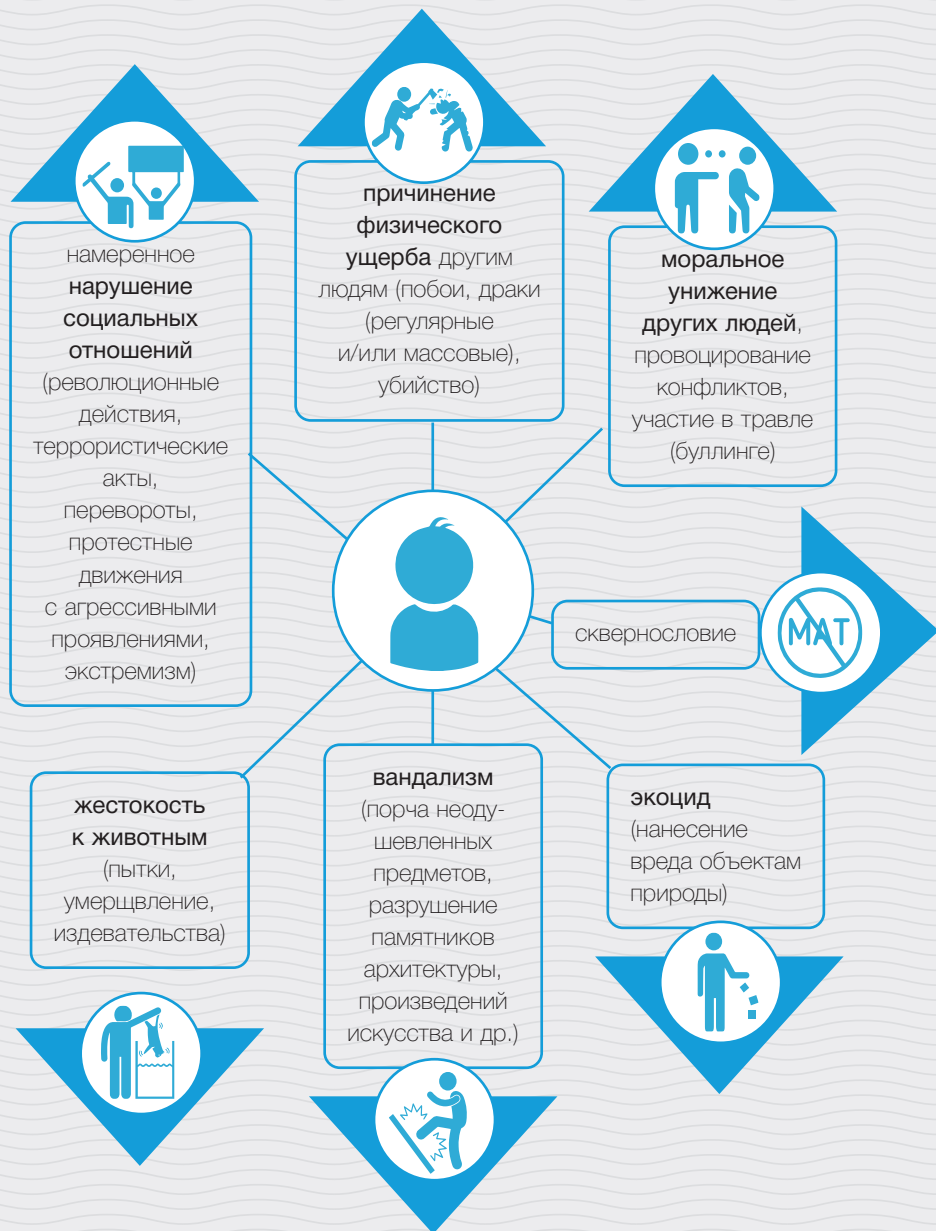 намеренное
нарушение
социальных
отношений
(революционные
действия,
террористические
акты,
перевороты,
протестные
движения
с агрессивными
проявлениями,
экстремизм)
причинение
физического
ущерба другим
людям (побои, драки
(регулярные
и/или массовые),
убийство)
моральное
унижение
других людей,
провоцирование
конфликтов,
участие в травле
(буллинге)
сквернословие
МАТ
жестокость
к животным
(пытки,
умерщвление,
издевательства)
вандализм
(порча неоду-
шевленных
предметов,
разрушение
памятников
архитектуры,
произведений
искусства и др.)
экоцид
(нанесение
вреда объектам
природы)